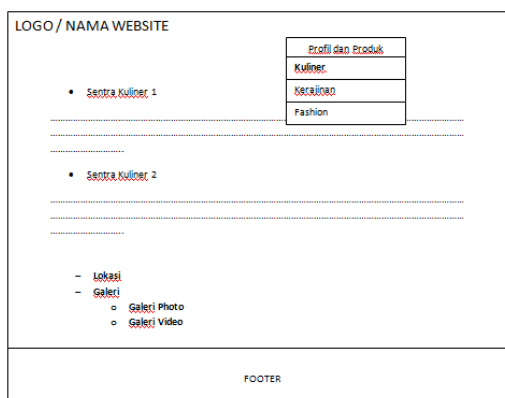 LOGO / NAMA WEBSITE
Profil dan Produk
Kuliner
Kerajinan
Fashion
• Sentra Kuliner 1
................................................................................
................................................................................
..........................
• Sentra Kuliner 2
................................................................................
................................................................................
..........................
– Lokasi
– Galeri
o Galeri Photo
o Galeri Video
FOOTER